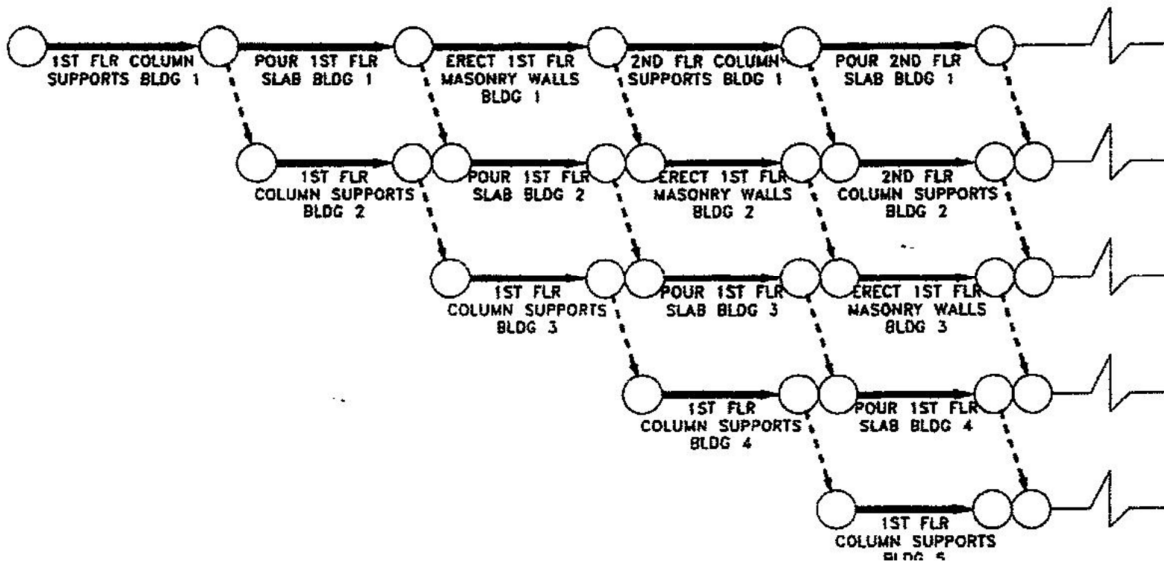 1ST FLR COLUMN
SUPPORTS BLDG 1
POUR 1ST FLR
SLAB BLDG 1
ERECT 1ST FLR
MASONRY WALLS
BLDG 1
2ND FLR COLUMN
SUPPORTS BLDG 1
POUR 2ND FLR
SLAB BLDG 1
1ST FLR
COLUMN SUPPORTS
BLDG 2
POUR 1ST FLR
SLAB BLDG 2
ERECT 1ST FLR
MASONRY WALLS
BLDG 2
2ND FLR
COLUMN SUPPORTS
BLDG 2
1ST FLR
COLUMN SUPPORTS
BLDG 3
POUR 1ST FLR
SLAB BLDG 3
ERECT 1ST FLR
MASONRY WALLS
BLDG 3
1ST FLR
COLUMN SUPPORTS
BLDG 4
POUR 1ST FLR
SLAB BLDG 4
1ST FLR
COLUMN SUPPORTS
BLDG 5